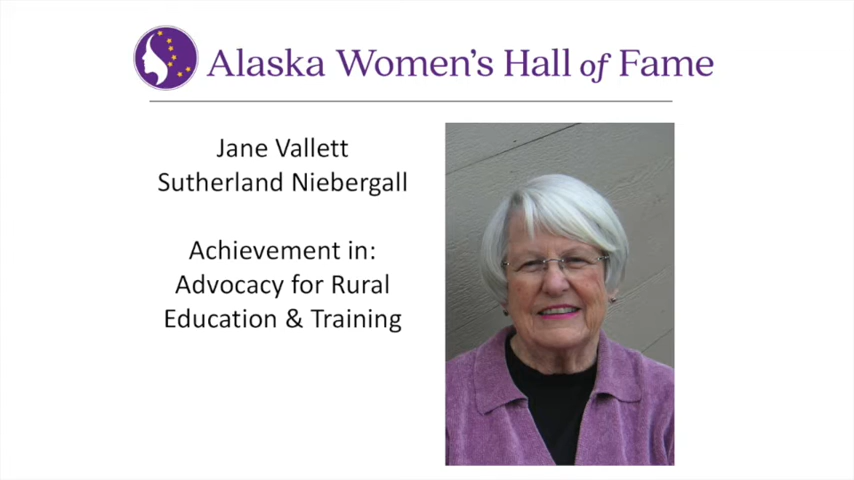 Alaska Women's Hall of Fame
Jane Vallett
Sutherland Niebergall
Achievement in:
Advocacy for Rural
Education & Training